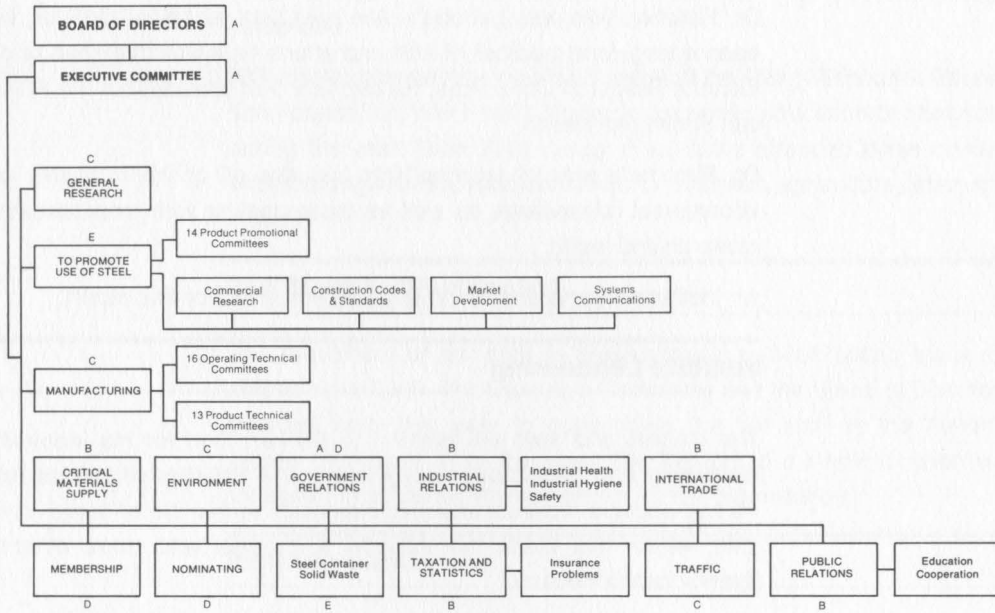 BOARD OF DIRECTORS A
EXECUTIVE COMMITTEE A
C
GENERAL
RESEARCH
E
TO PROMOTE
USE OF STEEL
14 Product Promotional
Committees
Commercial
Research
Construction Codes
& Standards
Market
Development
Systems
Communications
C
MANUFACTURING
16 Operating Technical
Committees
13 Product Technical
Committees
B
CRITICAL
MATERIALS
SUPPLY
C
ENVIRONMENT
A D
GOVERNMENT
RELATIONS
B
INDUSTRIAL
RELATIONS
Industrial Health
Industrial Hygiene
Safety
B
INTERNATIONAL
TRADE
MEMBERSHIP
D
NOMINATING
D
Steel Container
Solid Waste
E
TAXATION AND
STATISTICS
B
Insurance
Problems
TRAFFIC
C
PUBLIC
RELATIONS
B
Education
Cooperation